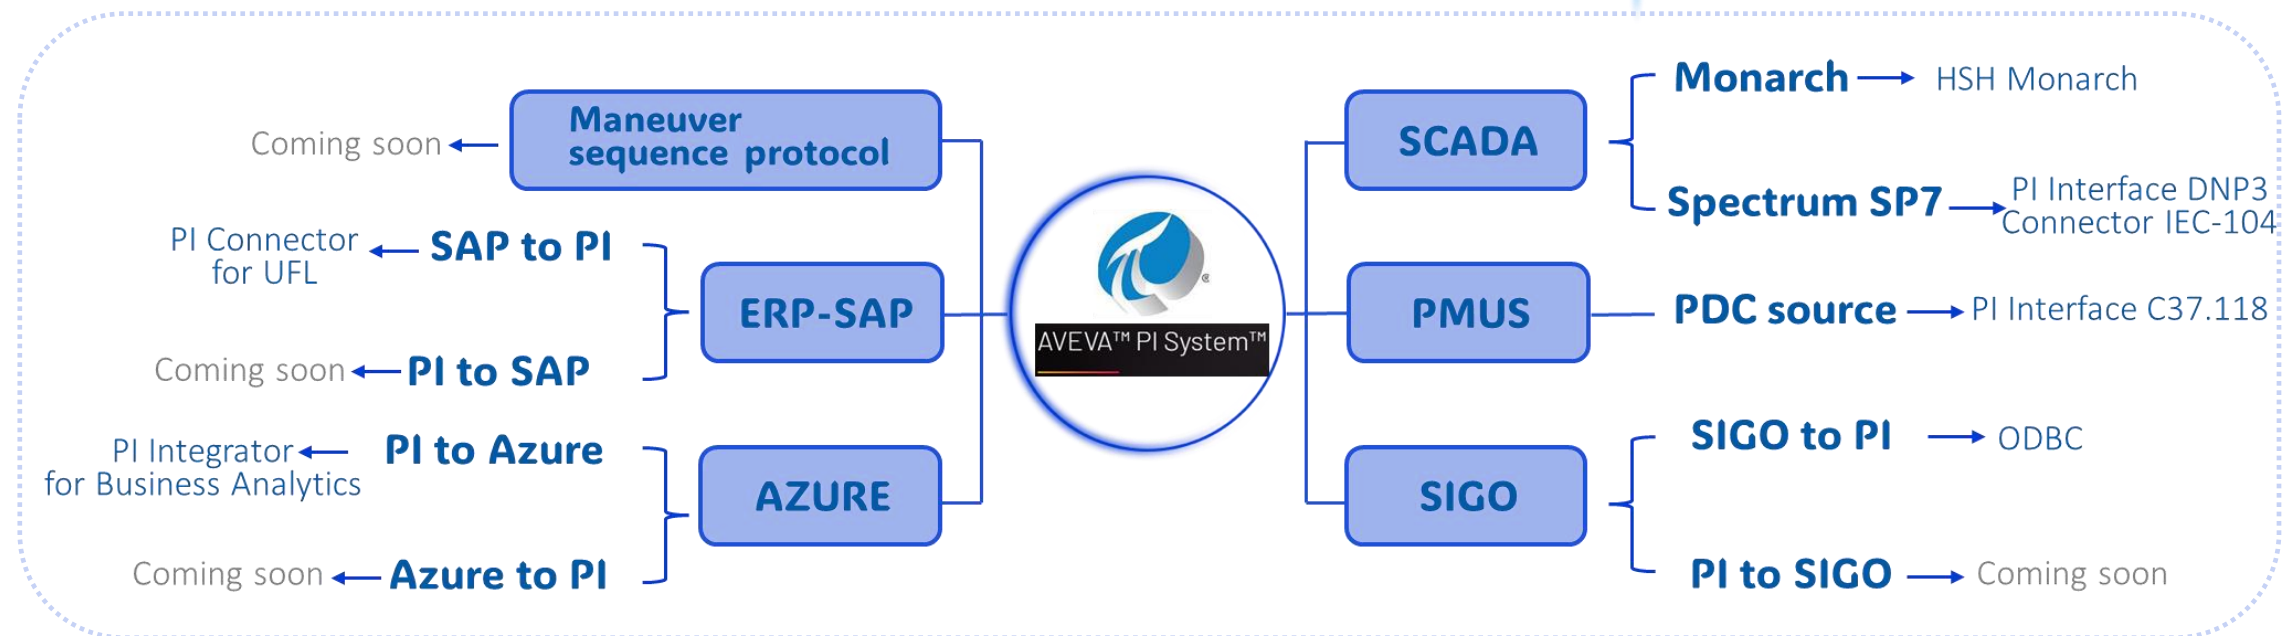 Maneuver
sequence protocol
Coming soon
SAP to PI
PI Connector
for UFL
ERP-SAP
PI to SAP
Coming soon
PI to Azure
PI Integrator
for Business Analytics
AZURE
Azure to PI
Coming soon
AVEVA™ PI System™
SCADA
Monarch
HSH Monarch
Spectrum SP7
PI Interface DNP3
Connector IEC-104
PMUS
PDC source
PI Interface C37.118
SIGO
SIGO to PI
ODBC
PI to SIGO
Coming soon